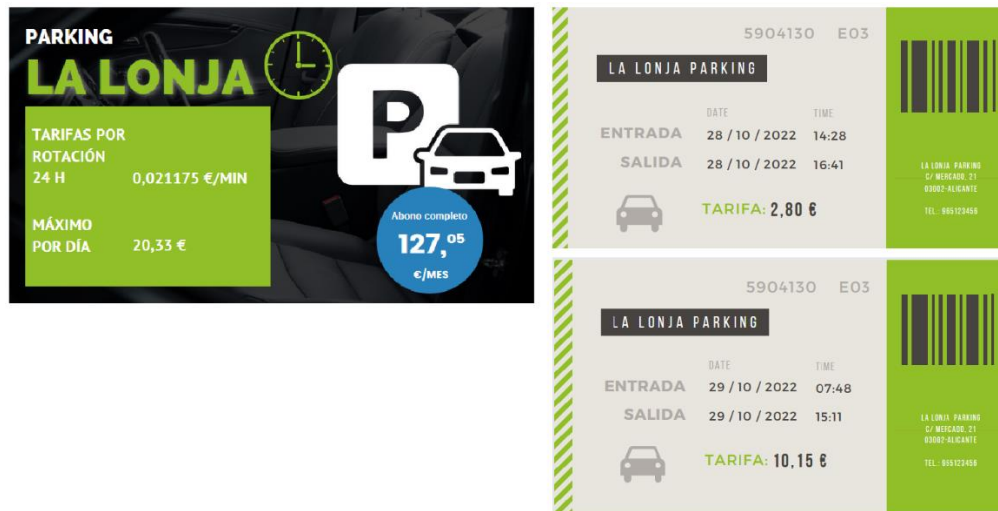 PARKING
LA LONJA
TARIFAS POR
ROTACIÓN
24 H 0,021175 €/MIN
MÁXIMO
POR DÍA 20,33 €
P
Abono completo
127,05
€/MES
5904130 E03
LA LONJA PARKING
DATE TIME
ENTRADA 28 / 10 / 2022 14:28
SALIDA 28 / 10 / 2022 16:41
TARIFA: 2,80 €
LA LONJA PARKING
C/ MERCADO, 21
03002-ALICANTE
TEL.: 965123456
5904130 E03
LA LONJA PARKING
DATE TIME
ENTRADA 29 / 10 / 2022 07:48
SALIDA 29 / 10 / 2022 15:11
TARIFA: 10,15 €
LA LONJA PARKING
C/ MERCADO, 21
03002-ALICANTE
TEL.: 965123456